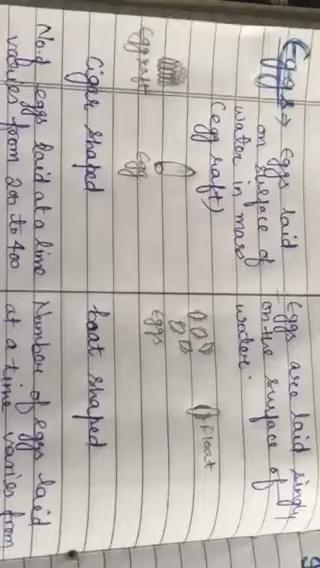 Eggs → Eggs laid
on surface of
water in mass
(egg raft)
Egg raft
Egg
Cigar shaped
No. of eggs laid at a time
varies from 200 to 400
Eggs are laid singly
on the surface of
water.
Float
Eggs
boat shaped
Number of eggs laid
at a time varies from